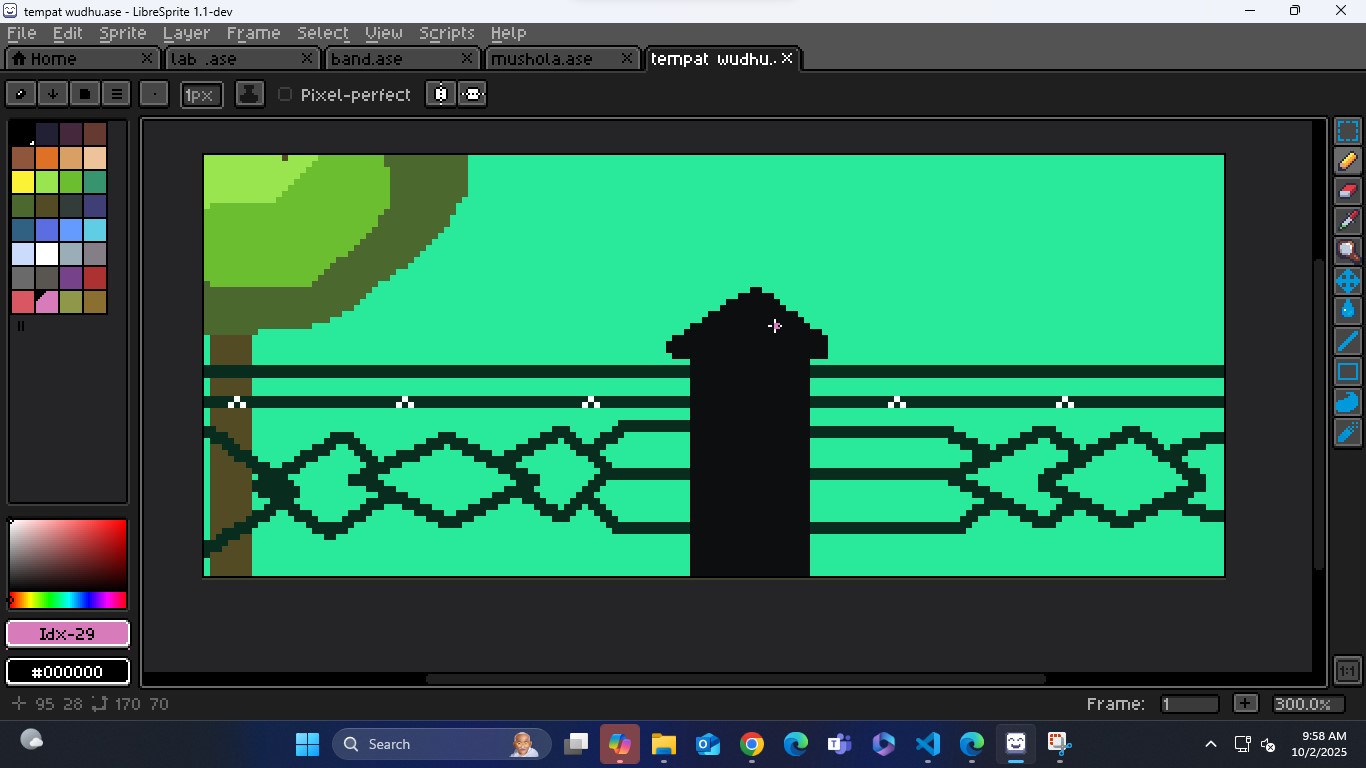 tempat wudhu.ase - LibreSprite 1.1-dev
File Edit Sprite Layer Frame Select View Scripts Help
Home lab .ase band.ase mushola.ase tempat wudhu.
1px Pixel-perfect
Idx-29
#000000
1:1
95 28 170 70 Frame: 1 + 300.0%
Search
9:58 AM
10/2/2025